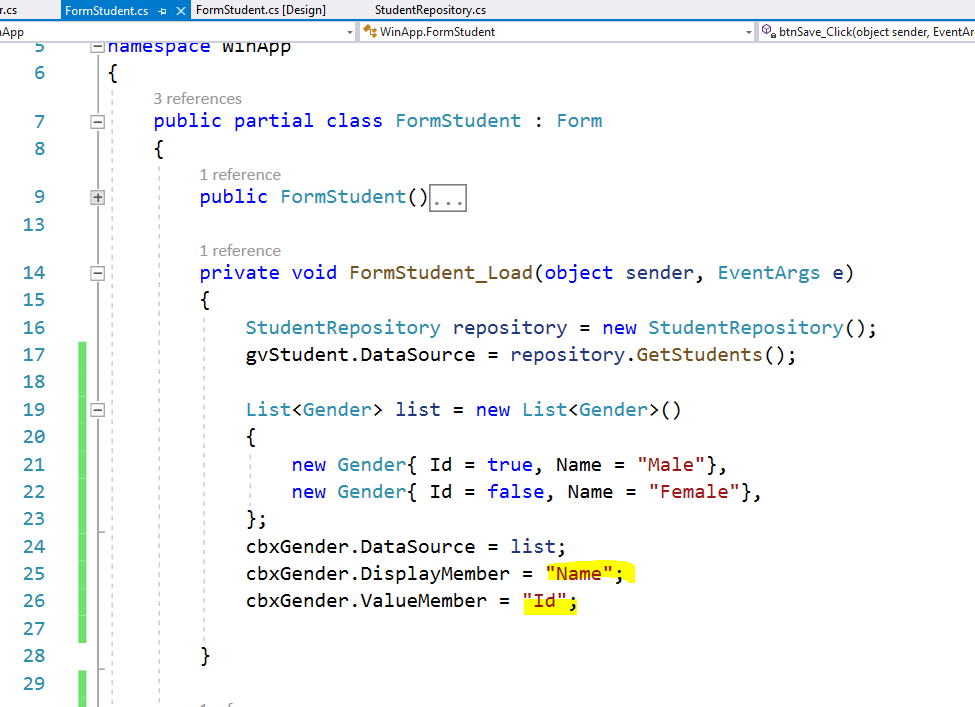 r.cs FormStudent.cs FormStudent.cs [Design] StudentRepository.cs
nApp WinApp.FormStudent btnSave_Click(object sender, EventAr
5 namespace WinApp
6 {
3 references
7 public partial class FormStudent : Form
8 {
1 reference
9 public FormStudent()...
13
1 reference
14 private void FormStudent_Load(object sender, EventArgs e)
15 {
16 StudentRepository repository = new StudentRepository();
17 gvStudent.DataSource = repository.GetStudents();
18
19 List<Gender> list = new List<Gender>()
20 {
21 new Gender{ Id = true, Name = "Male"},
22 new Gender{ Id = false, Name = "Female"},
23 };
24 cbxGender.DataSource = list;
25 cbxGender.DisplayMember = "Name";
26 cbxGender.ValueMember = "Id";
27
28 }
29